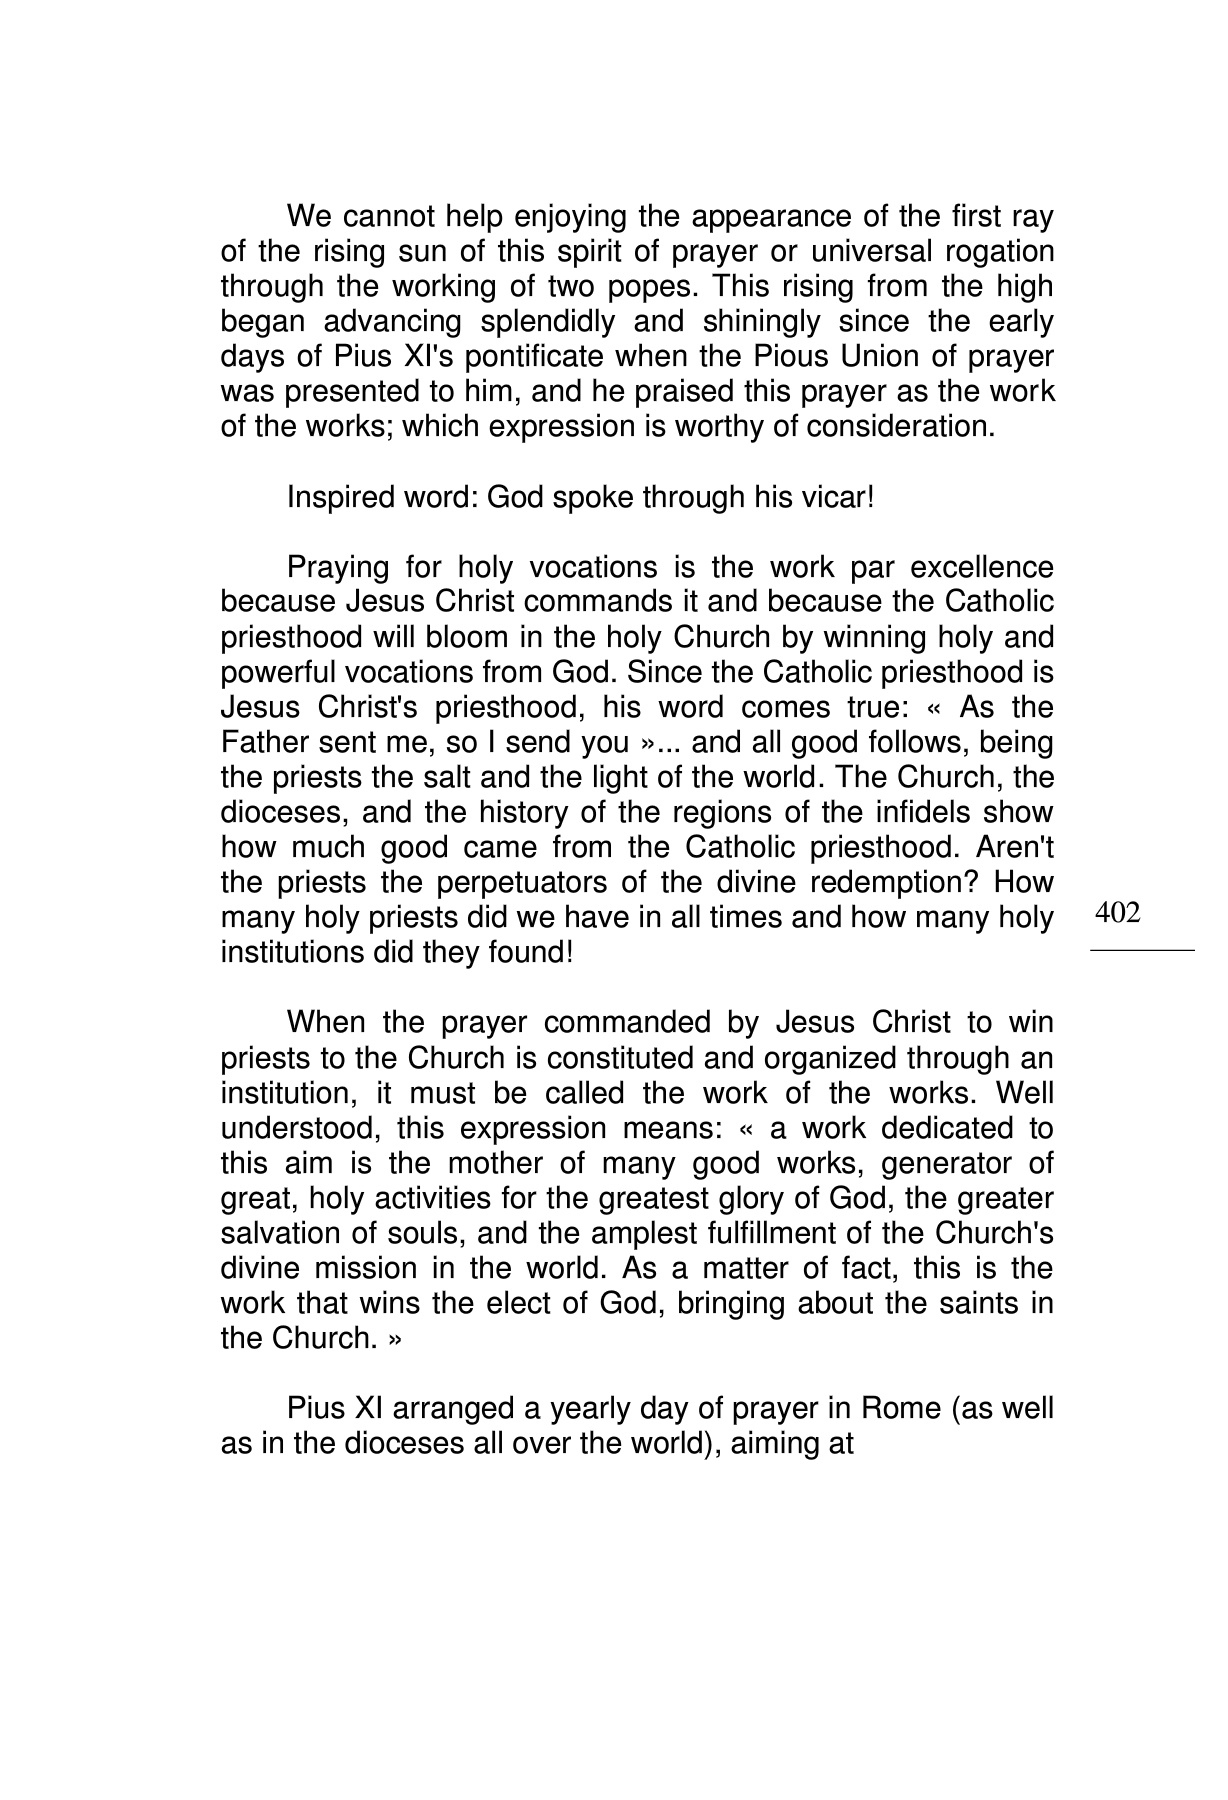 We cannot help enjoying the appearance of the first ray
of the rising sun of this spirit of prayer or universal rogation
through the working of two popes. This rising from the high
began advancing splendidly and shiningly since the early
days of Pius XI's pontificate when the Pious Union of prayer
was presented to him, and he praised this prayer as the work
of the works; which expression is worthy of consideration.
Inspired word: God spoke through his vicar!
Praying for holy vocations is the work par excellence
because Jesus Christ commands it and because the Catholic
priesthood will bloom in the holy Church by winning holy and
powerful vocations from God. Since the Catholic priesthood is
Jesus Christ's priesthood, his word comes true: « As the
Father sent me, so I send you »... and all good follows, being
the priests the salt and the light of the world. The Church, the
dioceses, and the history of the regions of the infidels show
how much good came from the Catholic priesthood. Aren't
the priests the perpetuators of the divine redemption? How
many holy priests did we have in all times and how many holy
institutions did they found!
402
When the prayer commanded by Jesus Christ to win
priests to the Church is constituted and organized through an
institution, it must be called the work of the works. Well
understood, this expression means: « a work dedicated to
this aim is the mother of many good works, generator of
great, holy activities for the greatest glory of God, the greater
salvation of souls, and the amplest fulfillment of the Church's
divine mission in the world. As a matter of fact, this is the
work that wins the elect of God, bringing about the saints in
the Church. »
Pius XI arranged a yearly day of prayer in Rome (as well
as in the dioceses all over the world), aiming at